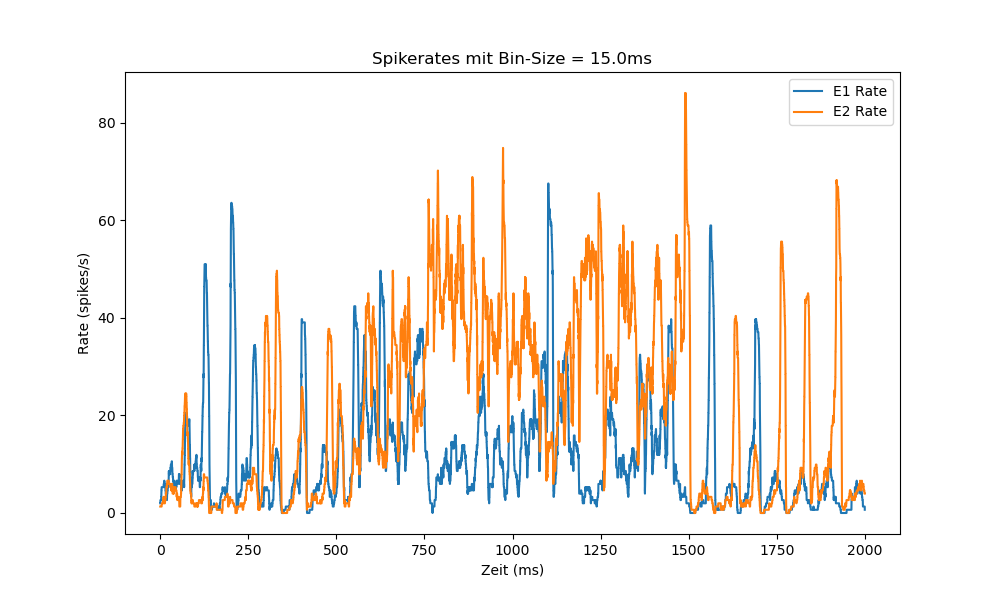 Spikerates mit Bin-Size = 15.0ms
E1 Rate
E2 Rate
Rate (spikes/s)
80
60
40
20
0
0 250 500 750 1000 1250 1500 1750 2000
Zeit (ms)